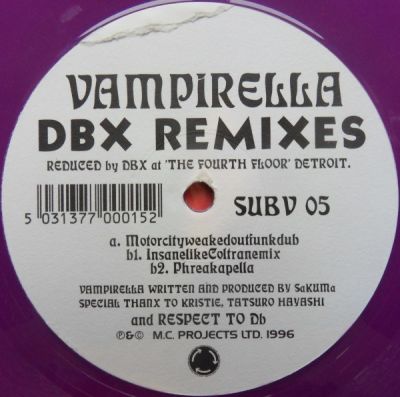 VAMPiRELLA
DBX REMIXES
REDUCED by DBX at 'THE FOURTH FLOOR' DETROIT.
5 031377 000152
SUBV 05
a. Motorcityweakedoutfunkdub
b1. InsanelikeColtranemix
b2. Phreakapella
VAMPIRELLA WRITTEN AND PRODUCED BY SaKUMa
SPECIAL THANX TO KRISTIE, TATSURO HAYASHI
and RESPECT TO Db
℗&© M.C. PROJECTS LTD. 1996